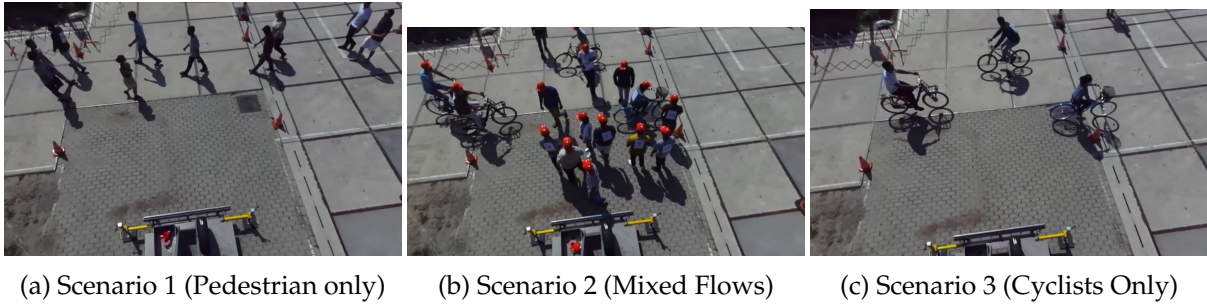 (a) Scenario 1 (Pedestrian only)
(b) Scenario 2 (Mixed Flows)
(c) Scenario 3 (Cyclists Only)